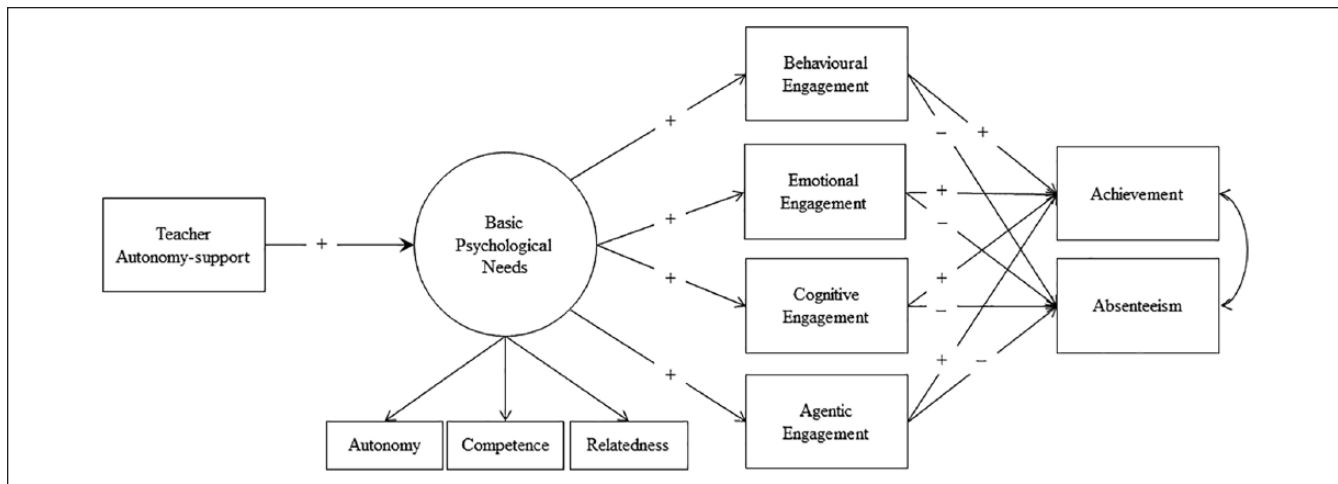 Teacher
Autonomy-support
+
Basic
Psychological
Needs
Autonomy
Competence
Relatedness
+
+
+
+
Behavioural
Engagement
Emotional
Engagement
Cognitive
Engagement
Agentic
Engagement
+
−
+
−
+
−
+
−
Achievement
Absenteeism